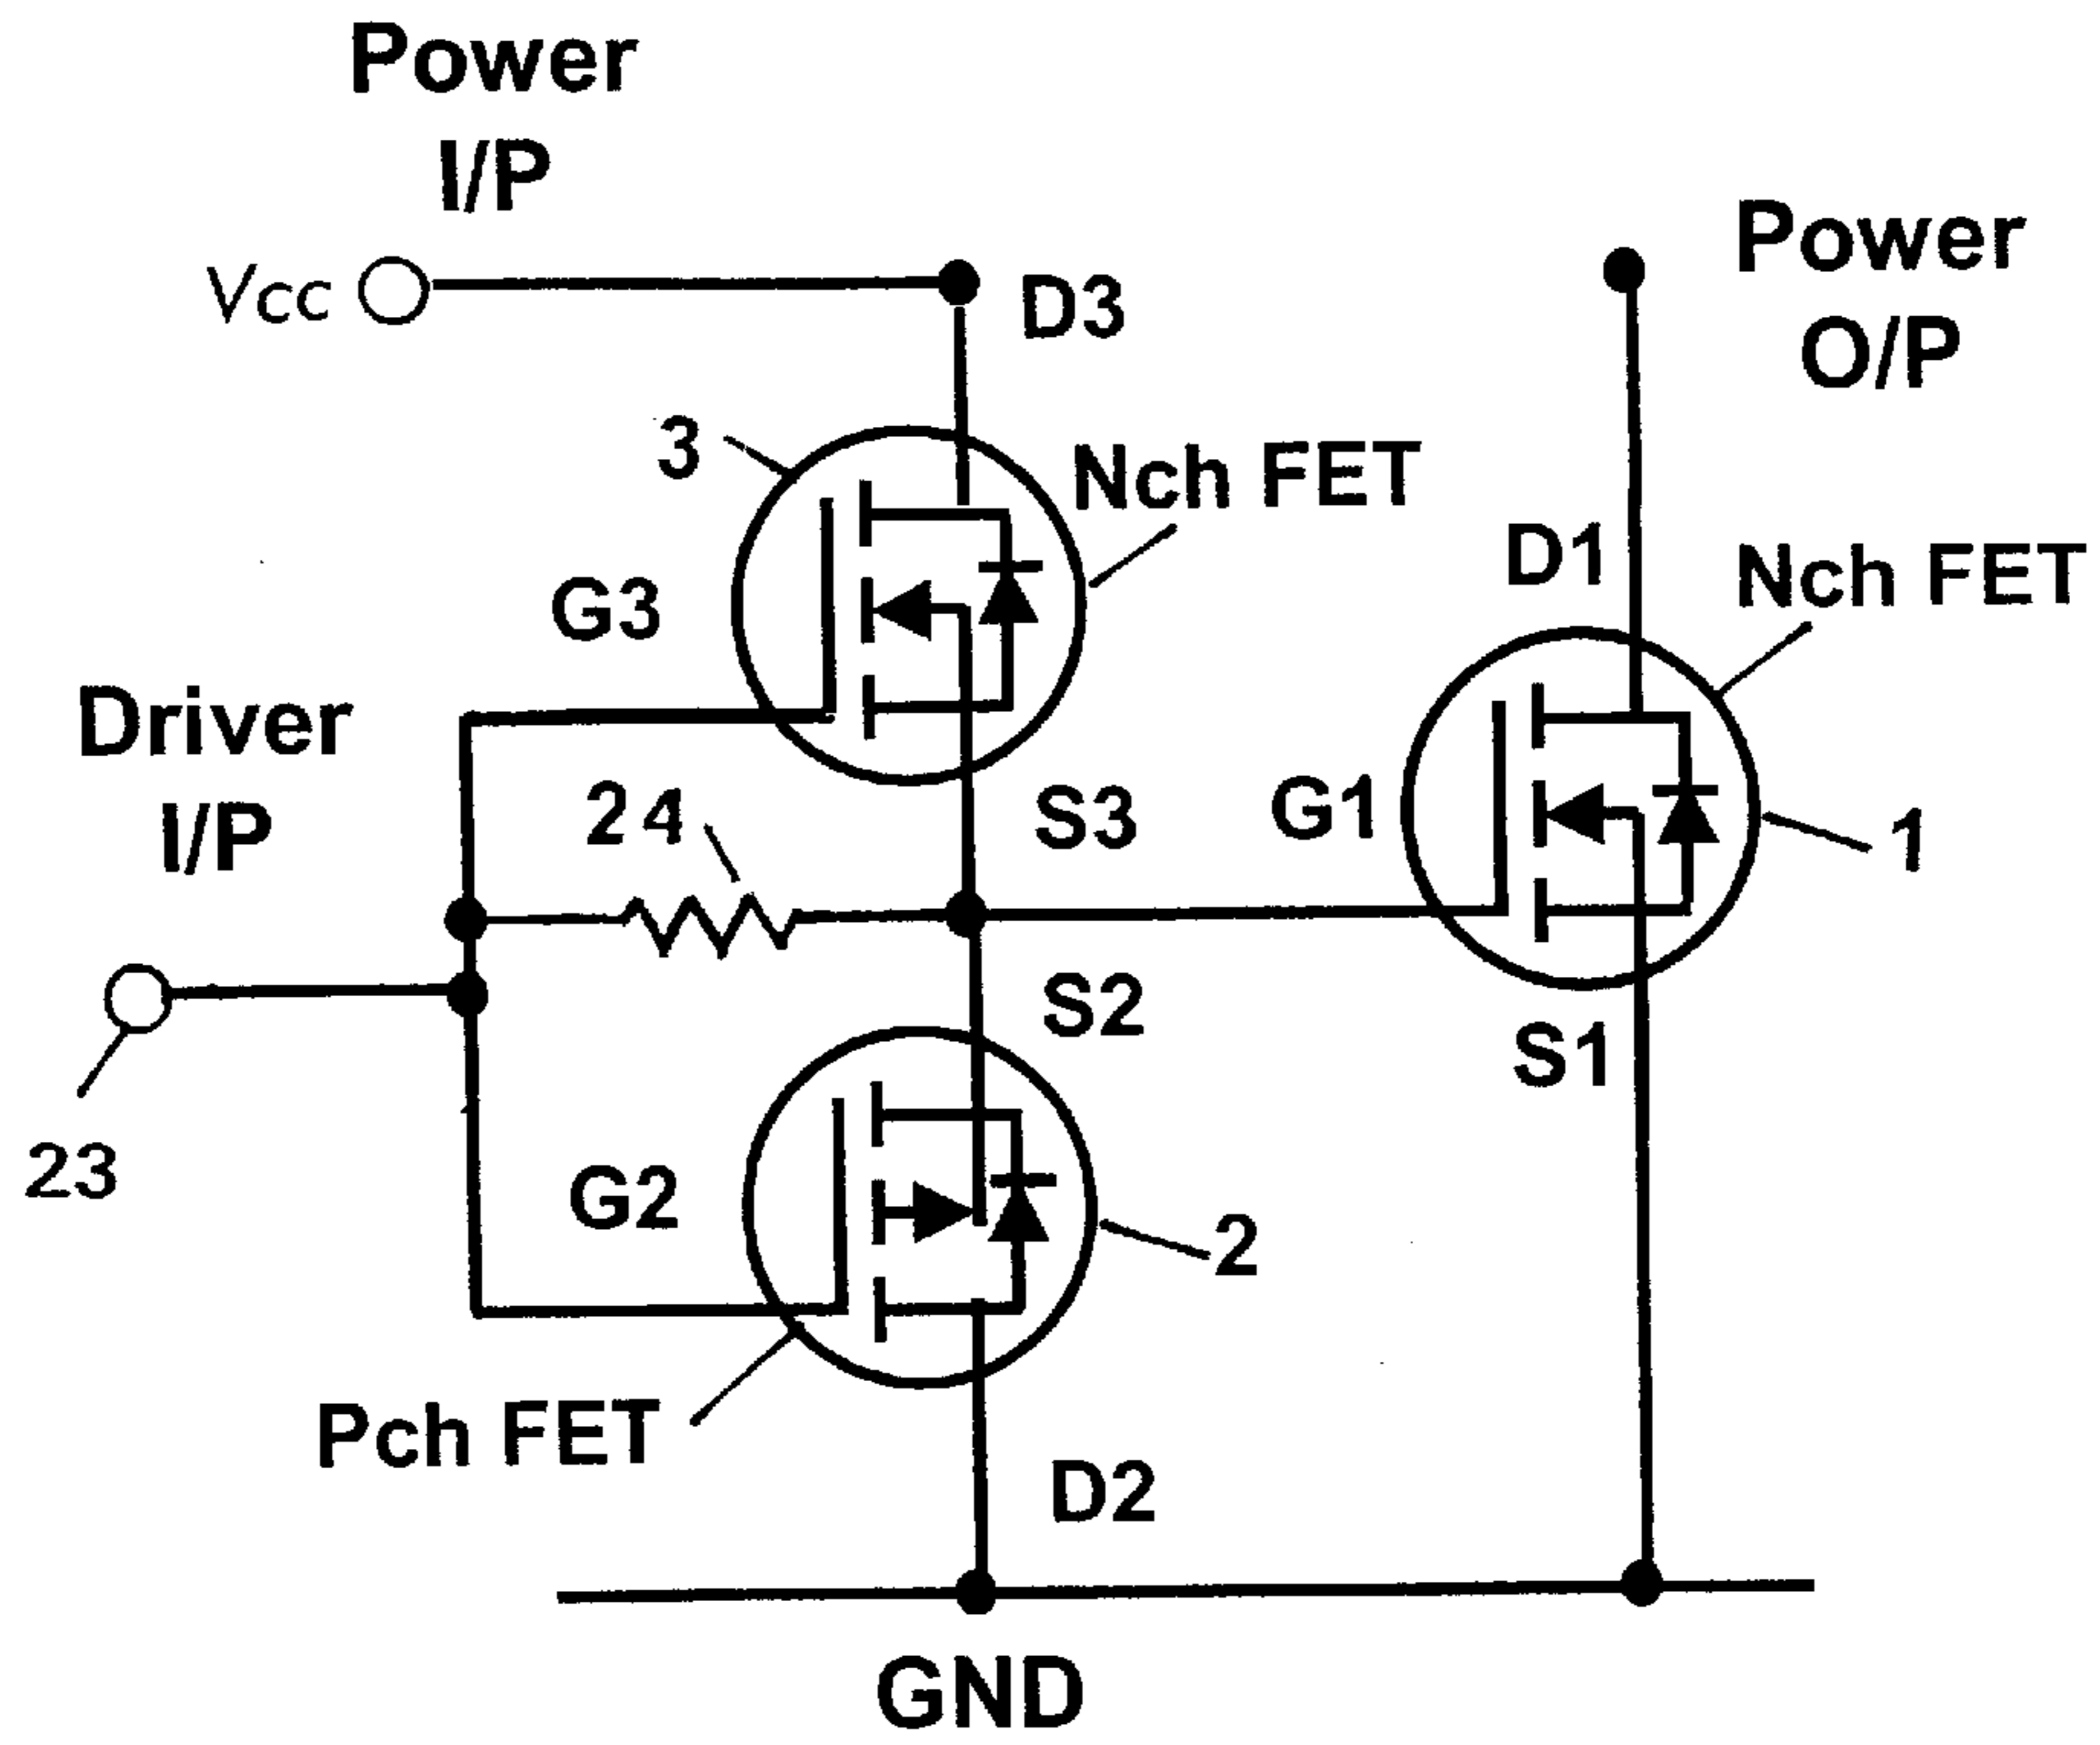 Power
I/P
Vcc
D3
Power
O/P
3
Nch FET
D1
Nch FET
G3
Driver
I/P
24
S3
G1
1
S2
S1
23
G2
2
Pch FET
D2
GND